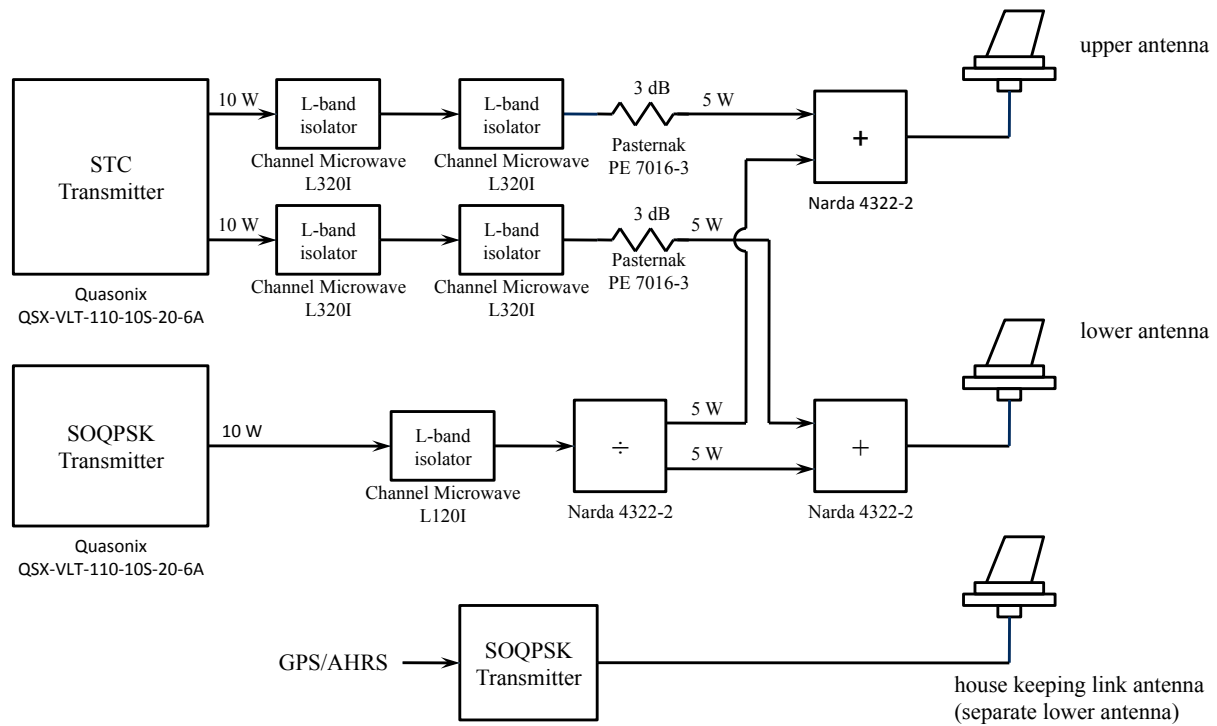 upper antenna
10 W
L-band
isolator
L-band
isolator
3 dB
5 W
+
STC
Transmitter
Channel Microwave
L320I
Channel Microwave
L320I
Pasternak
PE 7016-3
Narda 4322-2
10 W
L-band
isolator
L-band
isolator
3 dB
5 W
Channel Microwave
L320I
Channel Microwave
L320I
Pasternak
PE 7016-3
Quasonix
QSX-VLT-110-10S-20-6A
lower antenna
SOQPSK
Transmitter
10 W
L-band
isolator
÷
5 W
5 W
+
Channel Microwave
L120I
Narda 4322-2
Narda 4322-2
Quasonix
QSX-VLT-110-10S-20-6A
GPS/AHRS
SOQPSK
Transmitter
house keeping link antenna
(separate lower antenna)